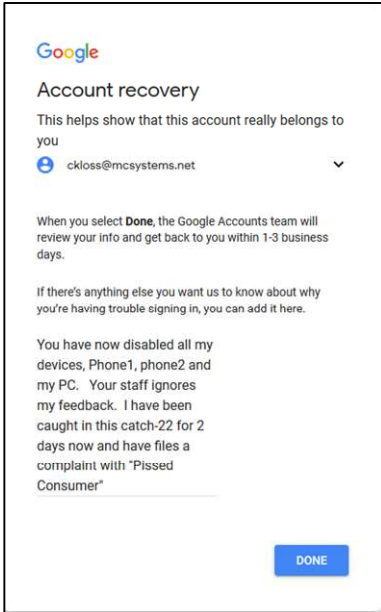 Google
Account recovery
This helps show that this account really belongs to
you
ckloss@mcsystems.net
When you select Done, the Google Accounts team will
review your info and get back to you within 1-3 business
days.
If there's anything else you want us to know about why
you're having trouble signing in, you can add it here.
You have now disabled all my
devices, Phone1, phone2 and
my PC.   Your staff ignores
my feedback.  I have been
caught in this catch-22 for 2
days now and have files a
complaint with "Pissed
Consumer"
DONE